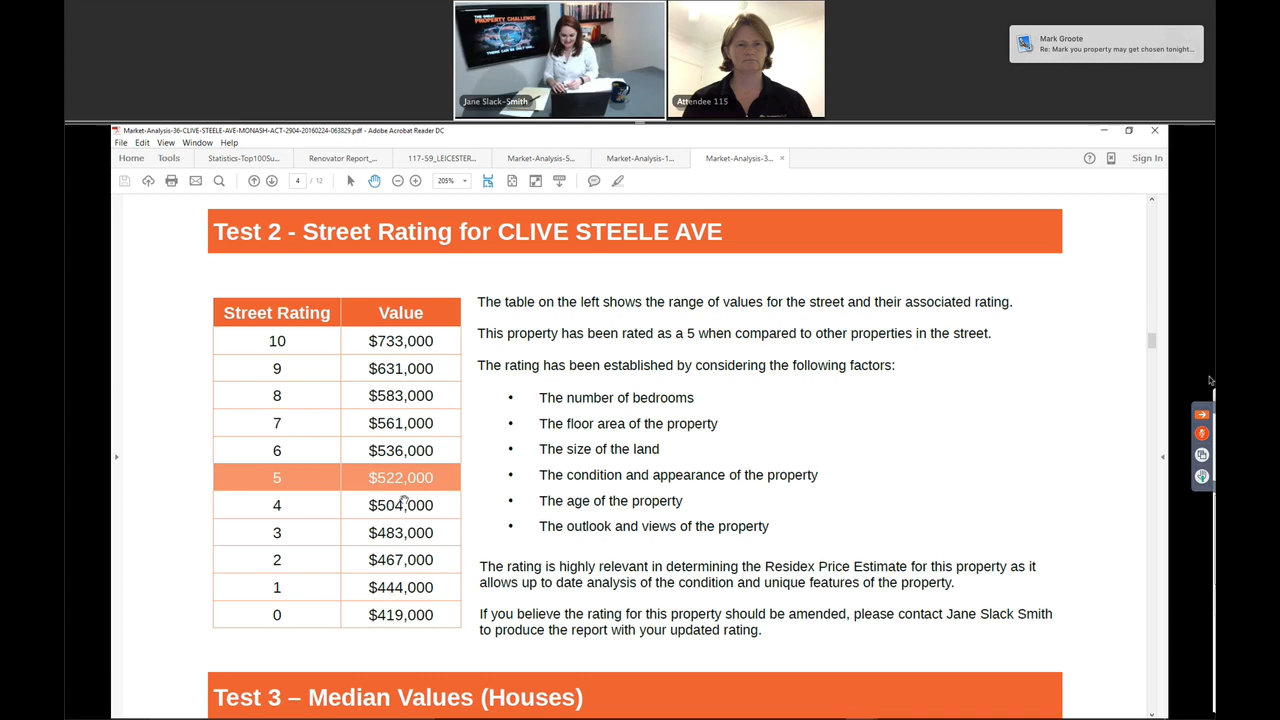 THE GREAT
PROPERTY CHALLENGE
THERE CAN BE ONLY ONE...
Jane Slack-Smith
Attendee 115
Mark Groote
Re: Mark you property may get chosen tonight...
Market-Analysis-36-CLIVE-STEELE-AVE-MONASH-ACT-2904-20160224-063829.pdf - Adobe Acrobat Reader DC
File Edit View Window Help
Home Tools Statistics-Top100Su... Renovator Report_... 117-59_LEICESTER... Market-Analysis-5... Market-Analysis-1... Market-Analysis-3... × Sign In
4 / 12 205%
Test 2 - Street Rating for CLIVE STEELE AVE
Street Rating Value
10 $733,000
9 $631,000
8 $583,000
7 $561,000
6 $536,000
5 $522,000
4 $504,000
3 $483,000
2 $467,000
1 $444,000
0 $419,000
The table on the left shows the range of values for the street and their associated rating.
This property has been rated as a 5 when compared to other properties in the street.
The rating has been established by considering the following factors:
• The number of bedrooms
• The floor area of the property
• The size of the land
• The condition and appearance of the property
• The age of the property
• The outlook and views of the property
The rating is highly relevant in determining the Residex Price Estimate for this property as it
allows up to date analysis of the condition and unique features of the property.
If you believe the rating for this property should be amended, please contact Jane Slack Smith
to produce the report with your updated rating.
Test 3 – Median Values (Houses)